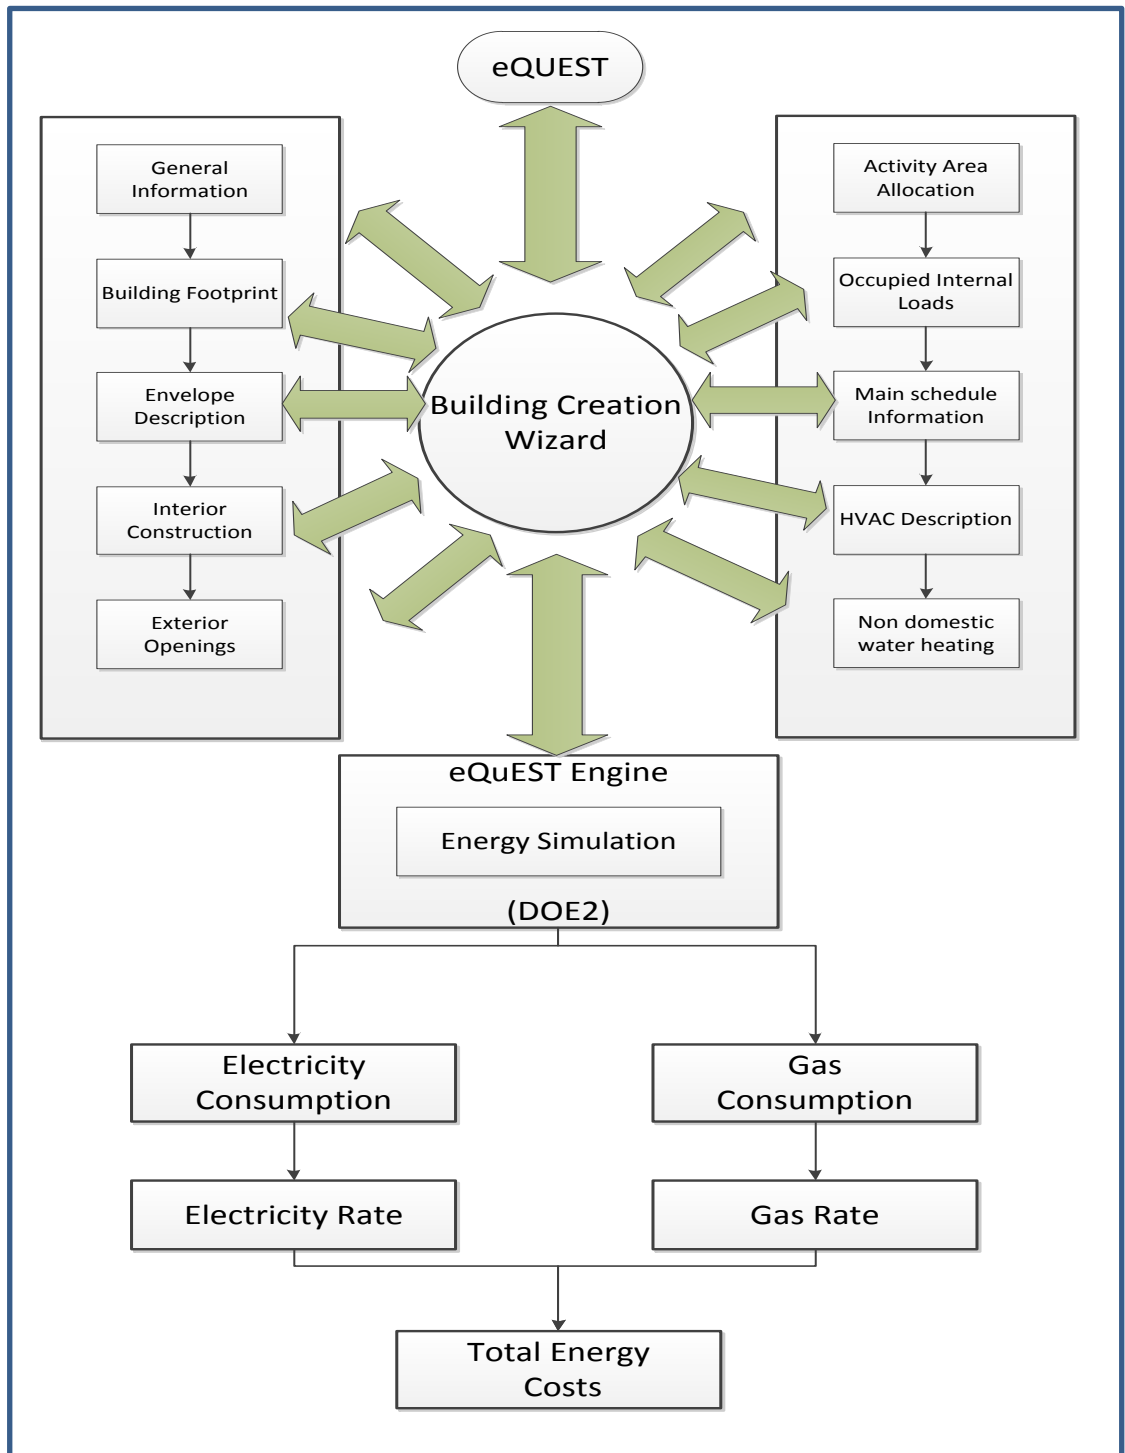 eQUEST
General
Information
Building Footprint
Envelope
Description
Interior
Construction
Exterior
Openings
Building Creation
Wizard
Activity Area
Allocation
Occupied Internal
Loads
Main schedule
Information
HVAC Description
Non domestic
water heating
eQuEST Engine
Energy Simulation
(DOE2)
Electricity
Consumption
Gas
Consumption
Electricity Rate
Gas Rate
Total Energy
Costs